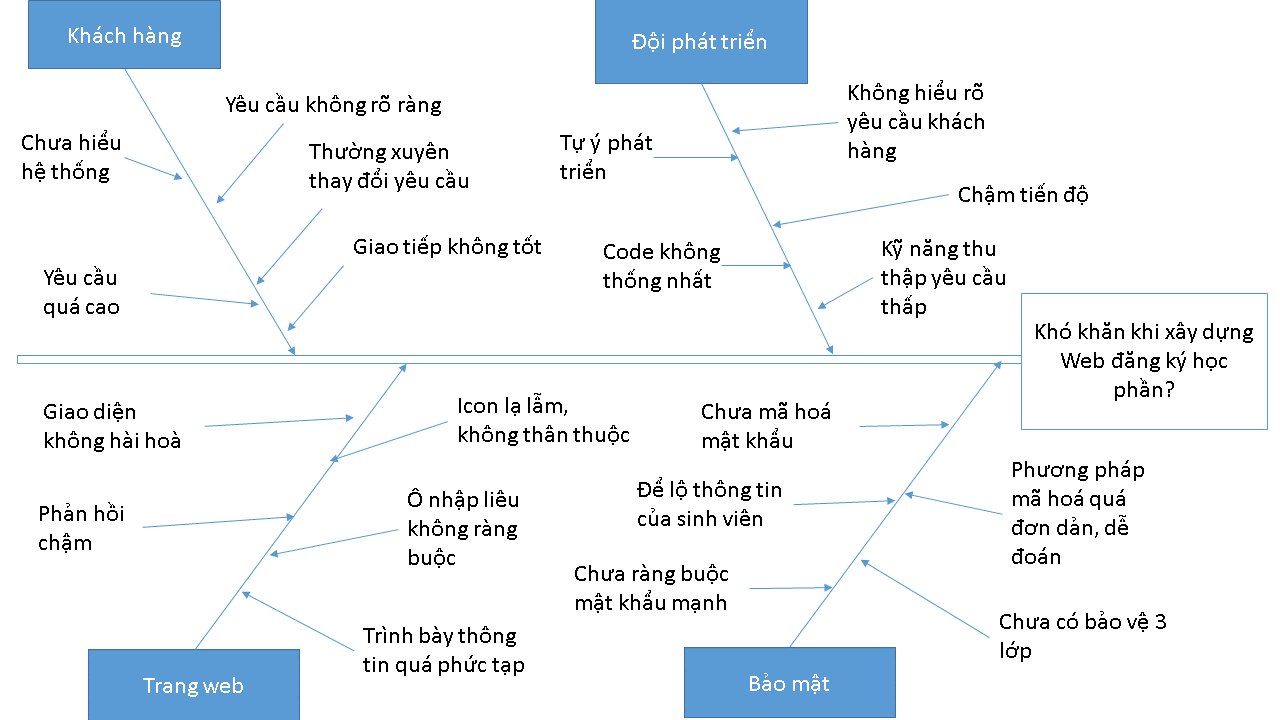 Khách hàng
Đội phát triển
Yêu cầu không rõ ràng
Chưa hiểu
hệ thống
Thường xuyên
thay đổi yêu cầu
Giao tiếp không tốt
Yêu cầu
quá cao
Không hiểu rõ
yêu cầu khách
hàng
Tự ý phát
triển
Chậm tiến độ
Code không
thống nhất
Kỹ năng thu
thập yêu cầu
thấp
Khó khăn khi xây dựng
Web đăng ký học
phần?
Giao diện
không hài hoà
Icon lạ lẫm,
không thân thuộc
Phản hồi
chậm
Ô nhập liêu
không ràng
buộc
Trình bày thông
tin quá phức tạp
Trang web
Chưa mã hoá
mật khẩu
Để lộ thông tin
của sinh viên
Phương pháp
mã hoá quá
đơn dản, dễ
đoán
Chưa ràng buộc
mật khẩu mạnh
Chưa có bảo vệ 3
lớp
Bảo mật